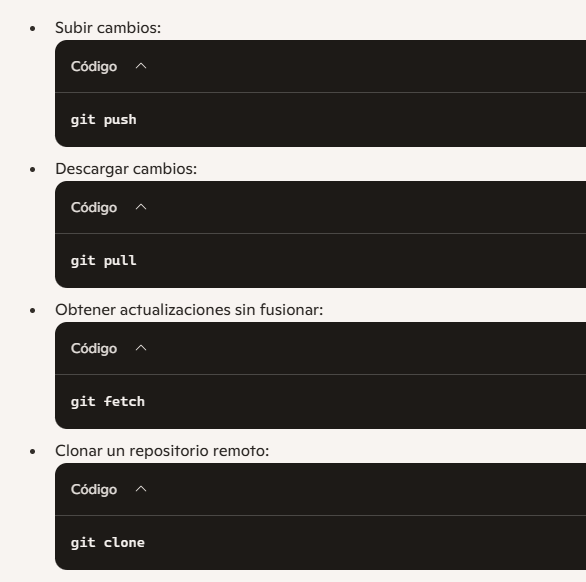 Subir cambios:
Código
git push
Descargar cambios:
Código
git pull
Obtener actualizaciones sin fusionar:
Código
git fetch
Clonar un repositorio remoto:
Código
git clone